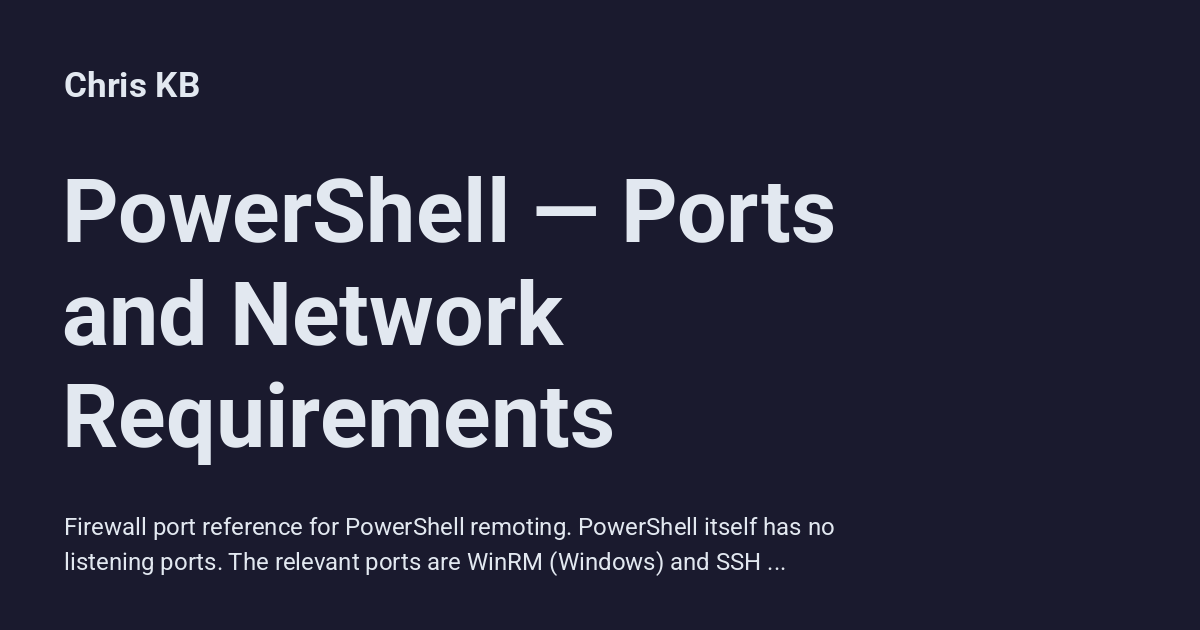 Chris KB
PowerShell — Ports
and Network
Requirements
Firewall port reference for PowerShell remoting. PowerShell itself has no
listening ports. The relevant ports are WinRM (Windows) and SSH ...